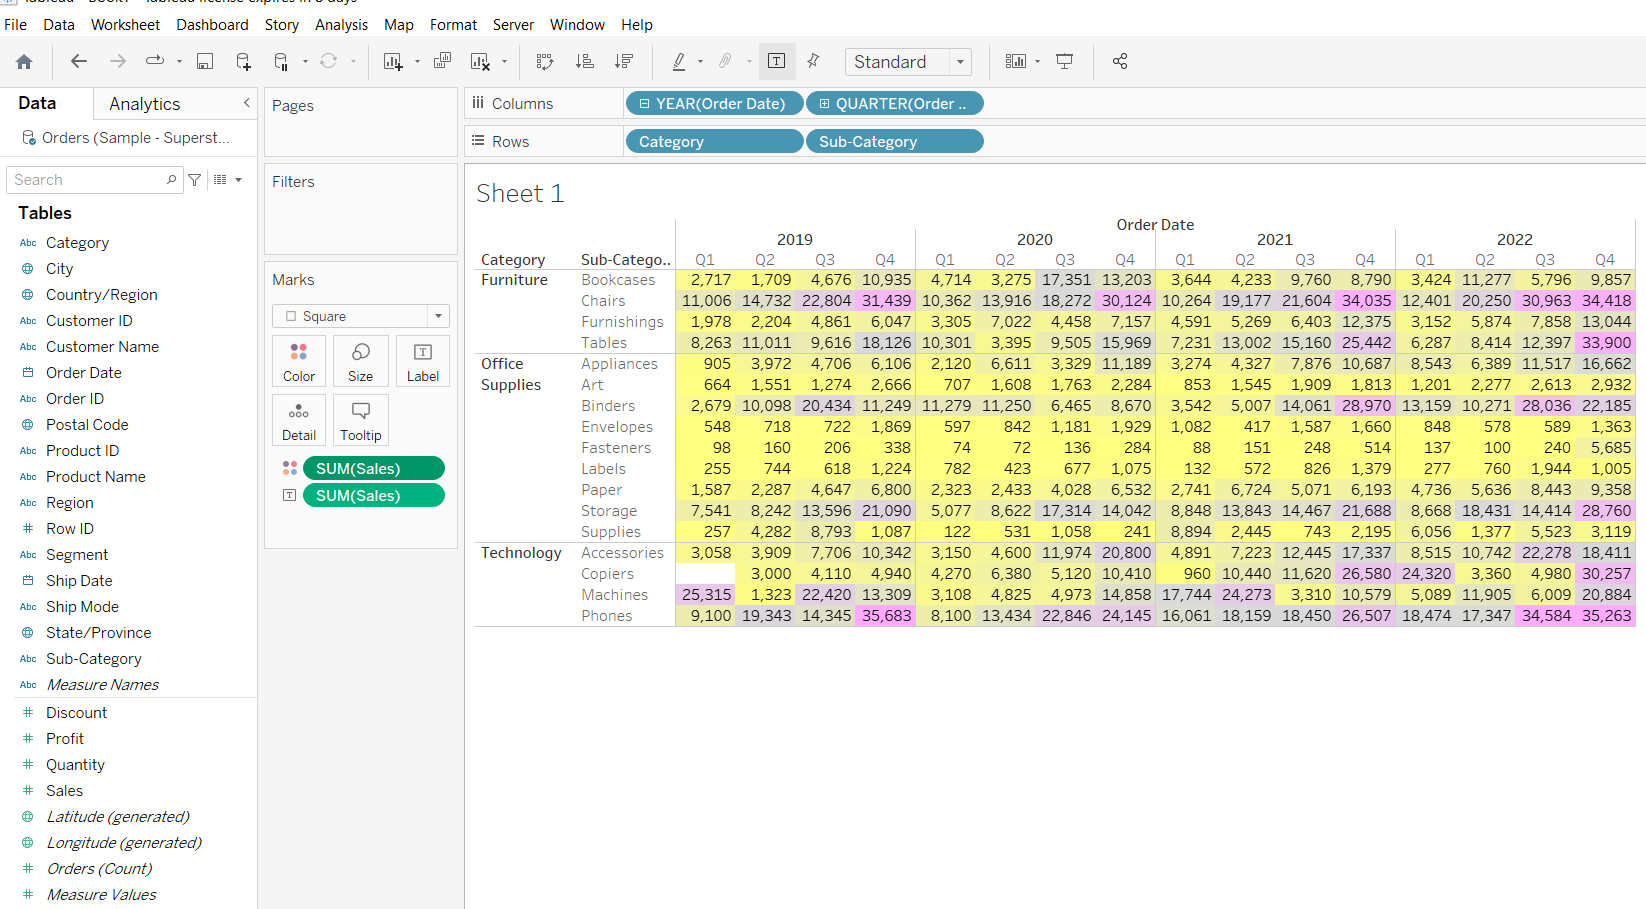 Tableau - Book1 - Tableau license expires in 6 days
File Data Worksheet Dashboard Story Analysis Map Format Server Window Help
Standard
Data Analytics
Orders (Sample - Superst...
Search
Tables
Abc Category
City
Country/Region
Abc Customer ID
Abc Customer Name
Order Date
Abc Order ID
Postal Code
Abc Product ID
Abc Product Name
Abc Region
Row ID
Abc Segment
Ship Date
Abc Ship Mode
State/Province
Abc Sub-Category
Abc Measure Names
Discount
Profit
Quantity
Sales
Latitude (generated)
Longitude (generated)
Orders (Count)
Measure Values
Pages
Filters
Marks
Square
Color Size Label
Detail Tooltip
SUM(Sales)
SUM(Sales)
Columns YEAR(Order Date) QUARTER(Order ..
Rows Category Sub-Category
Sheet 1
Order Date
2019 2020 2021 2022
Category Sub-Catego.. Q1 Q2 Q3 Q4 Q1 Q2 Q3 Q4 Q1 Q2 Q3 Q4 Q1 Q2 Q3 Q4
Furniture Bookcases 2,717 1,709 4,676 10,935 4,714 3,275 17,351 13,203 3,644 4,233 9,760 8,790 3,424 11,277 5,796 9,857
Chairs 11,006 14,732 22,804 31,439 10,362 13,916 18,272 30,124 10,264 19,177 21,604 34,035 12,401 20,250 30,963 34,418
Furnishings 1,978 2,204 4,861 6,047 3,305 7,022 4,458 7,157 4,591 5,269 6,403 12,375 3,152 5,874 7,858 13,044
Tables 8,263 11,011 9,616 18,126 10,301 3,395 9,505 15,969 7,231 13,002 15,160 25,442 6,287 8,414 12,397 33,900
Office Appliances 905 3,972 4,706 6,106 2,120 6,611 3,329 11,189 3,274 4,327 7,876 10,687 8,543 6,389 11,517 16,662
Supplies Art 664 1,551 1,274 2,666 707 1,608 1,763 2,284 853 1,545 1,909 1,813 1,201 2,277 2,613 2,932
Binders 2,679 10,098 20,434 11,249 11,279 11,250 6,465 8,670 3,542 5,007 14,061 28,970 13,159 10,271 28,036 22,185
Envelopes 548 718 722 1,869 597 842 1,181 1,929 1,082 417 1,587 1,660 848 578 589 1,363
Fasteners 98 160 206 338 74 72 136 284 88 151 248 514 137 100 240 5,685
Labels 255 744 618 1,224 782 423 677 1,075 132 572 826 1,379 277 760 1,944 1,005
Paper 1,587 2,287 4,647 6,800 2,323 2,433 4,028 6,532 2,741 6,724 5,071 6,193 4,736 5,636 8,443 9,358
Storage 7,541 8,242 13,596 21,090 5,077 8,622 17,314 14,042 8,848 13,843 14,467 21,688 8,668 18,431 14,414 28,760
Supplies 257 4,282 8,793 1,087 122 531 1,058 241 8,894 2,445 743 2,195 6,056 1,377 5,523 3,119
Technology Accessories 3,058 3,909 7,706 10,342 3,150 4,600 11,974 20,800 4,891 7,223 12,445 17,337 8,515 10,742 22,278 18,411
Copiers 3,000 4,110 4,940 4,270 6,380 5,120 10,410 960 10,440 11,620 26,580 24,320 3,360 4,980 30,257
Machines 25,315 1,323 22,420 13,309 3,108 4,825 4,973 14,858 17,744 24,273 3,310 10,579 5,089 11,905 6,009 20,884
Phones 9,100 19,343 14,345 35,683 8,100 13,434 22,846 24,145 16,061 18,159 18,450 26,507 18,474 17,347 34,584 35,263